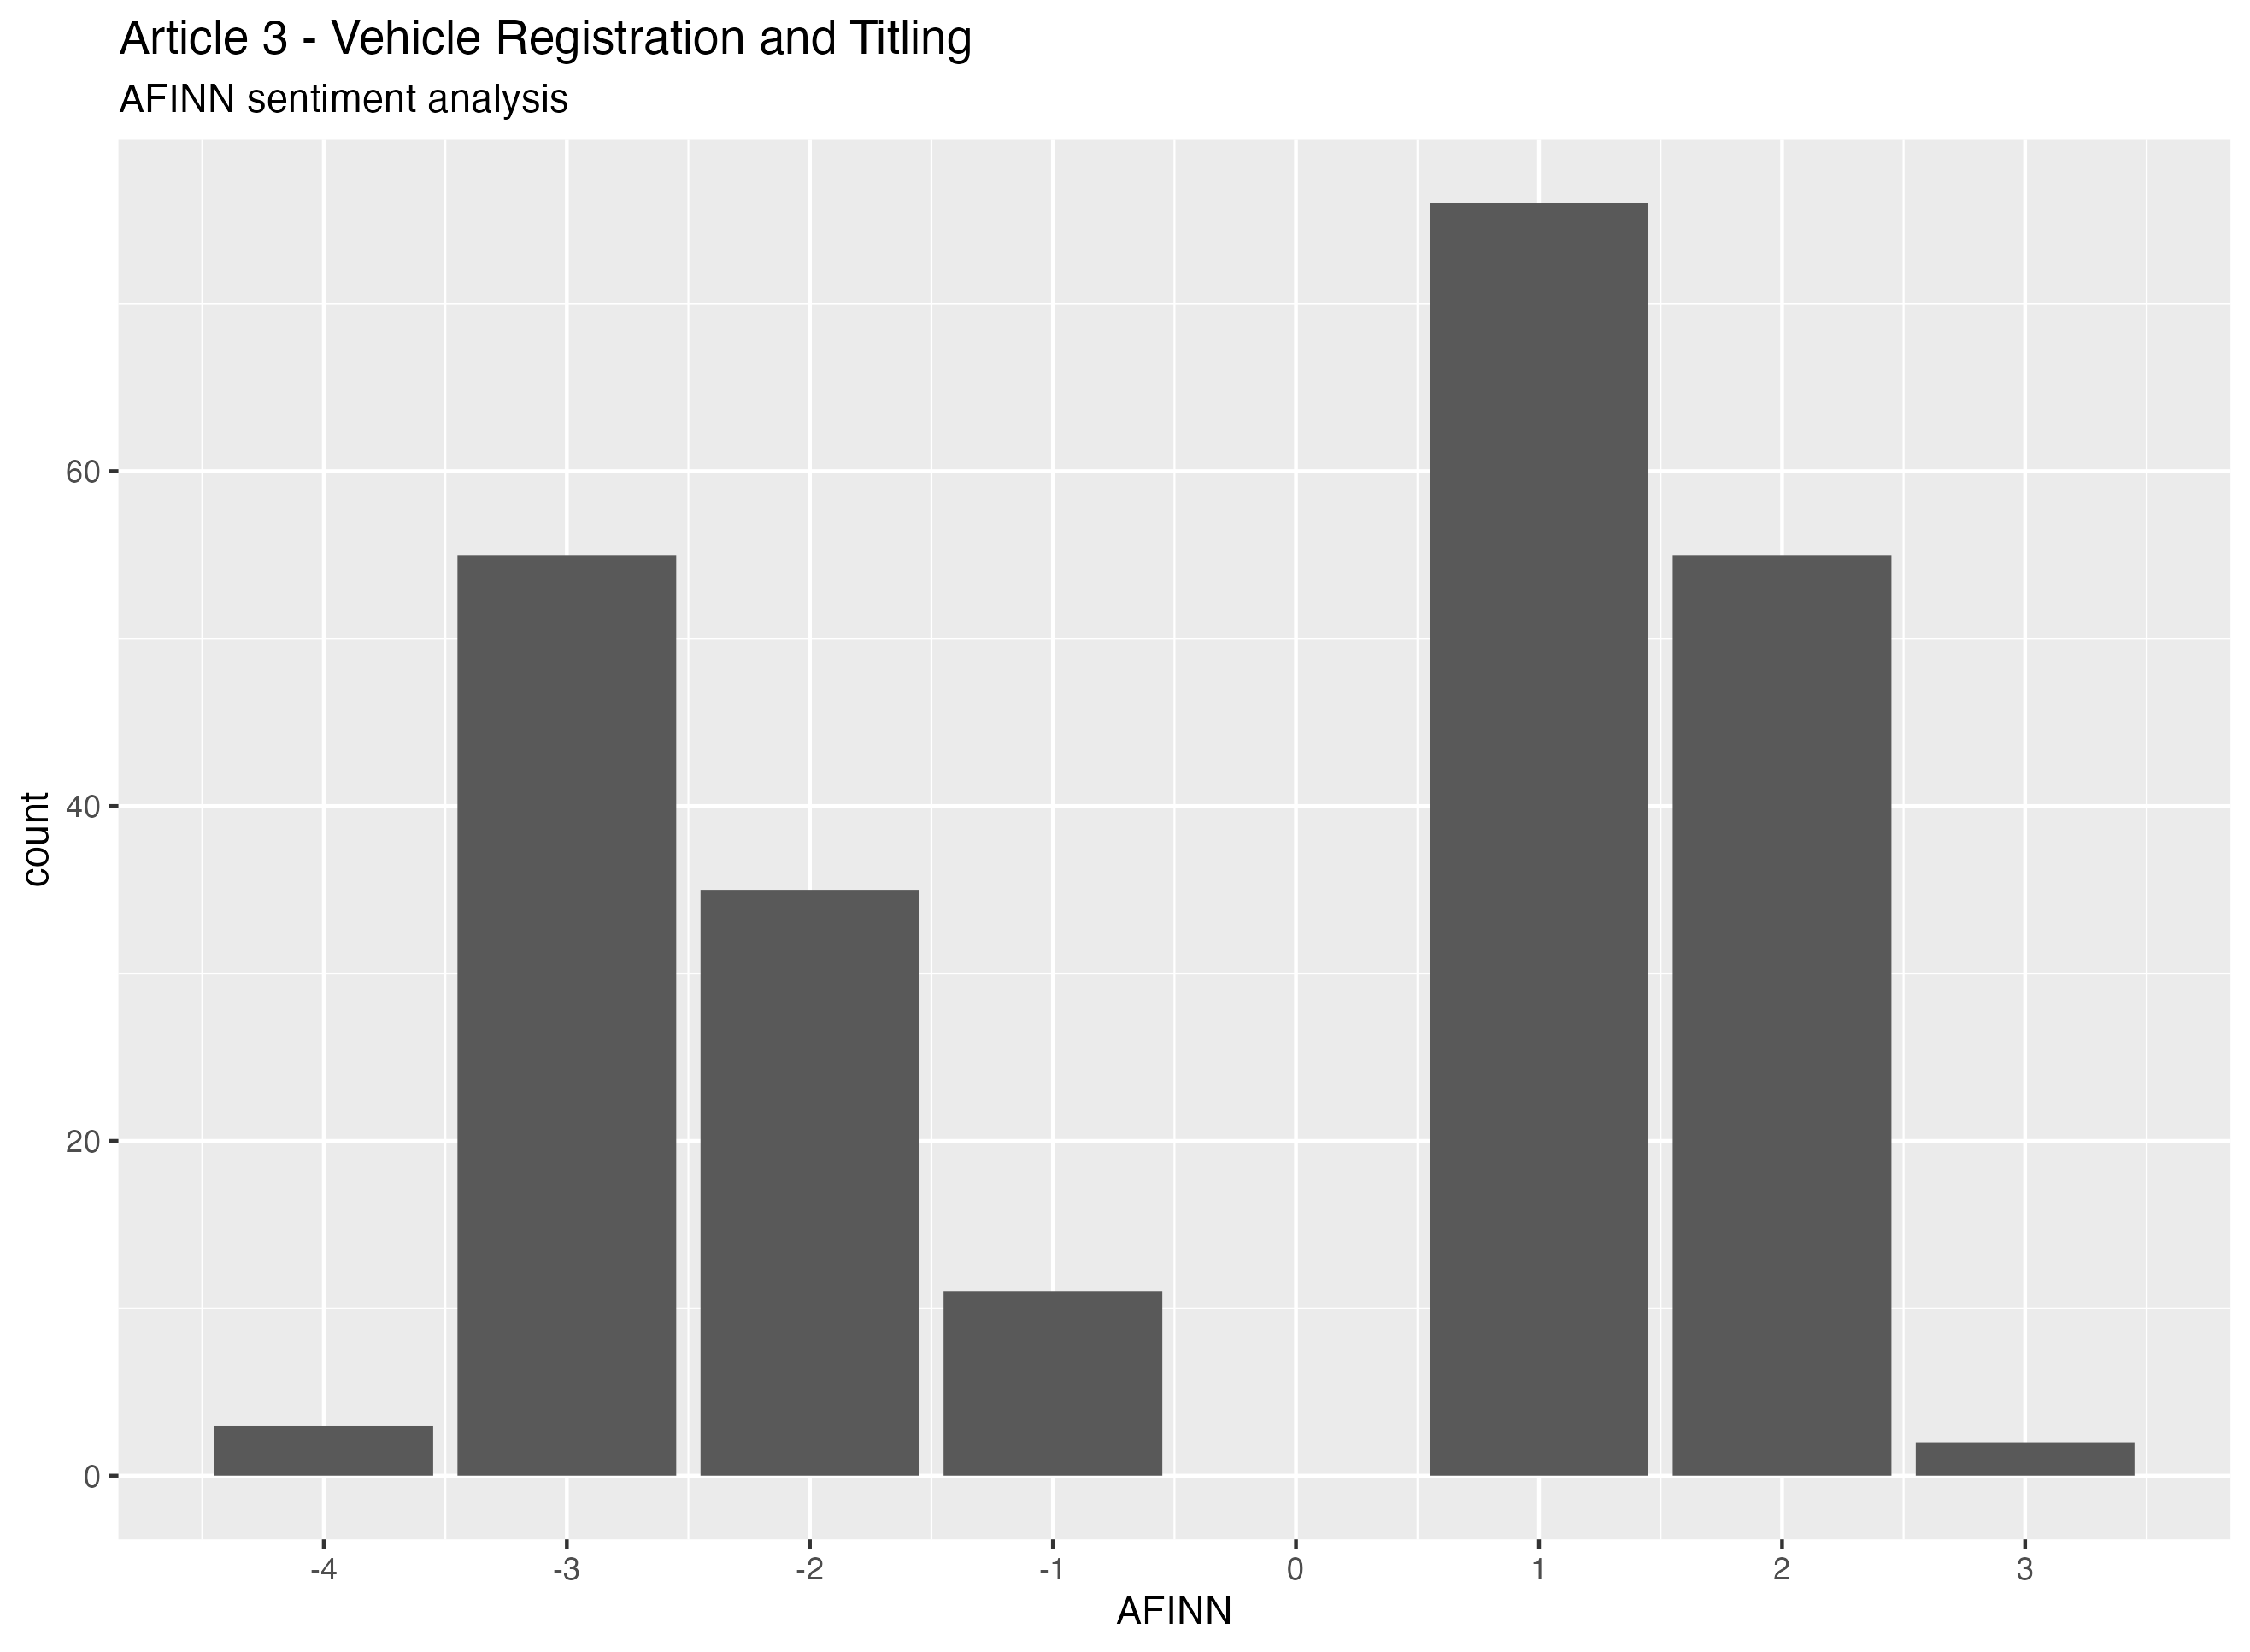 Article 3 - Vehicle Registration and Titling
AFINN sentiment analysis
count
60
40
20
0
-4 -3 -2 -1 0 1 2 3
AFINN